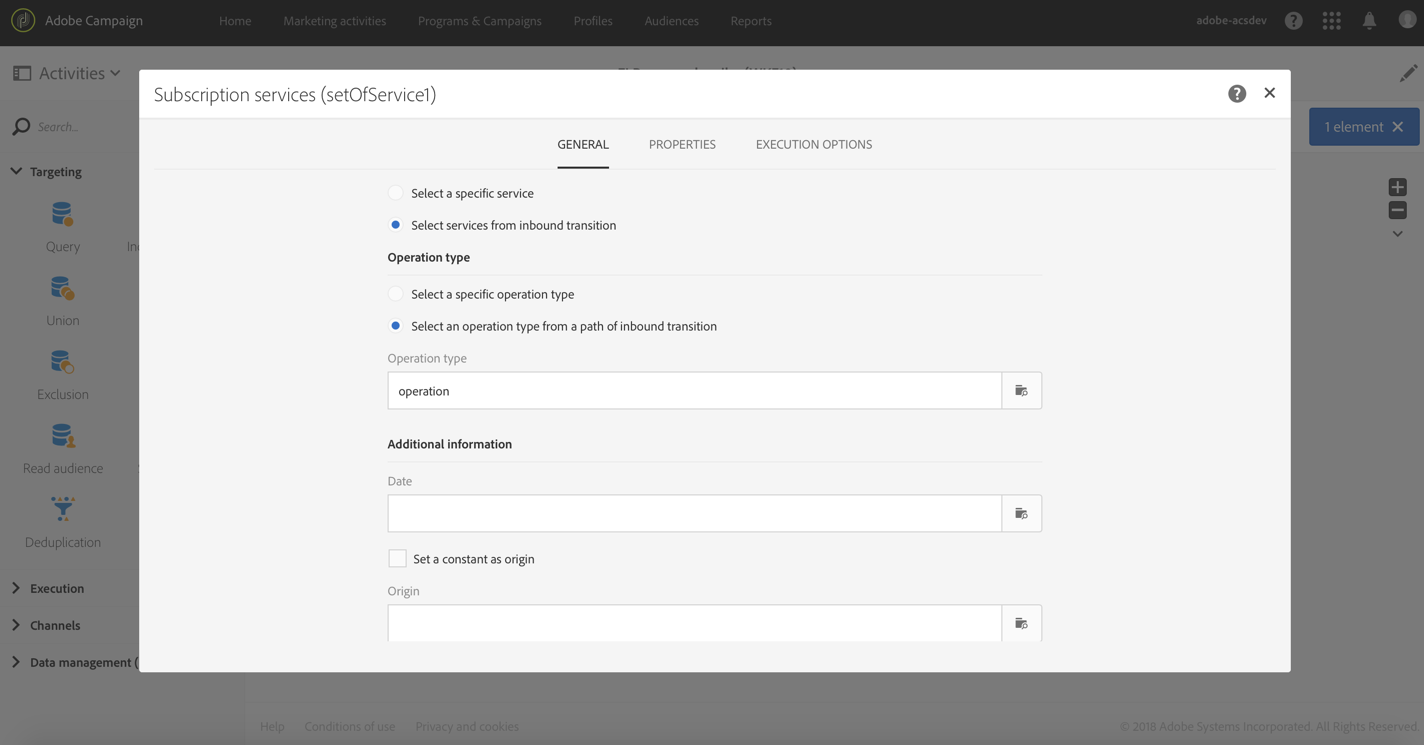 Adobe Campaign
Home Marketing activities Programs & Campaigns Profiles Audiences Reports
adobe-acsdev
Activities
Subscription services (setOfService1)
Search...
1 element
GENERAL PROPERTIES EXECUTION OPTIONS
Targeting
Select a specific service
Select services from inbound transition
Query
Operation type
Select a specific operation type
Union
Select an operation type from a path of inbound transition
Operation type
operation
Exclusion
Additional information
Read audience
Date
Deduplication
Set a constant as origin
Execution
Origin
Channels
Data management (
Help Conditions of use Privacy and cookies
© 2018 Adobe Systems Incorporated. All Rights Reserved.